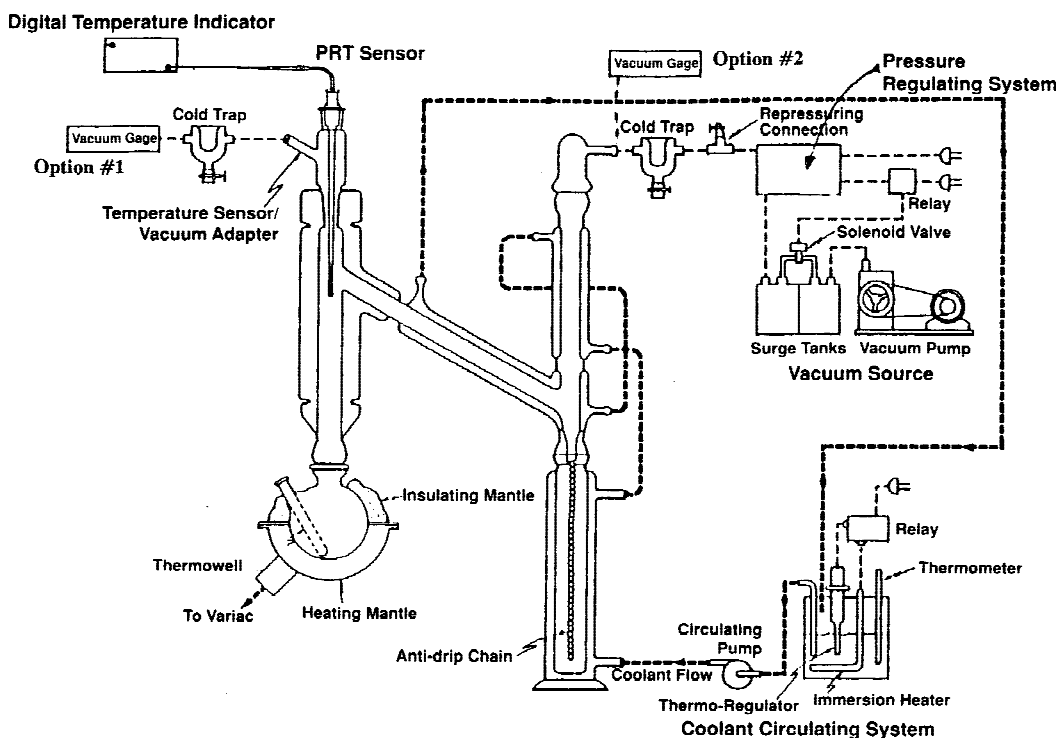 Digital Temperature Indicator
PRT Sensor
Vacuum Gage
Option #2
Pressure
Regulating System
Cold Trap
Vacuum Gage
Option #1
Cold Trap
Repressuring
Connection
Temperature Sensor/
Vacuum Adapter
Relay
Solenoid Valve
Surge Tanks
Vacuum Pump
Vacuum Source
Insulating Mantle
Relay
Thermowell
Thermometer
To Variac
Heating Mantle
Anti-drip Chain
Circulating
Pump
Coolant Flow
Thermo-Regulator
Immersion Heater
Coolant Circulating System